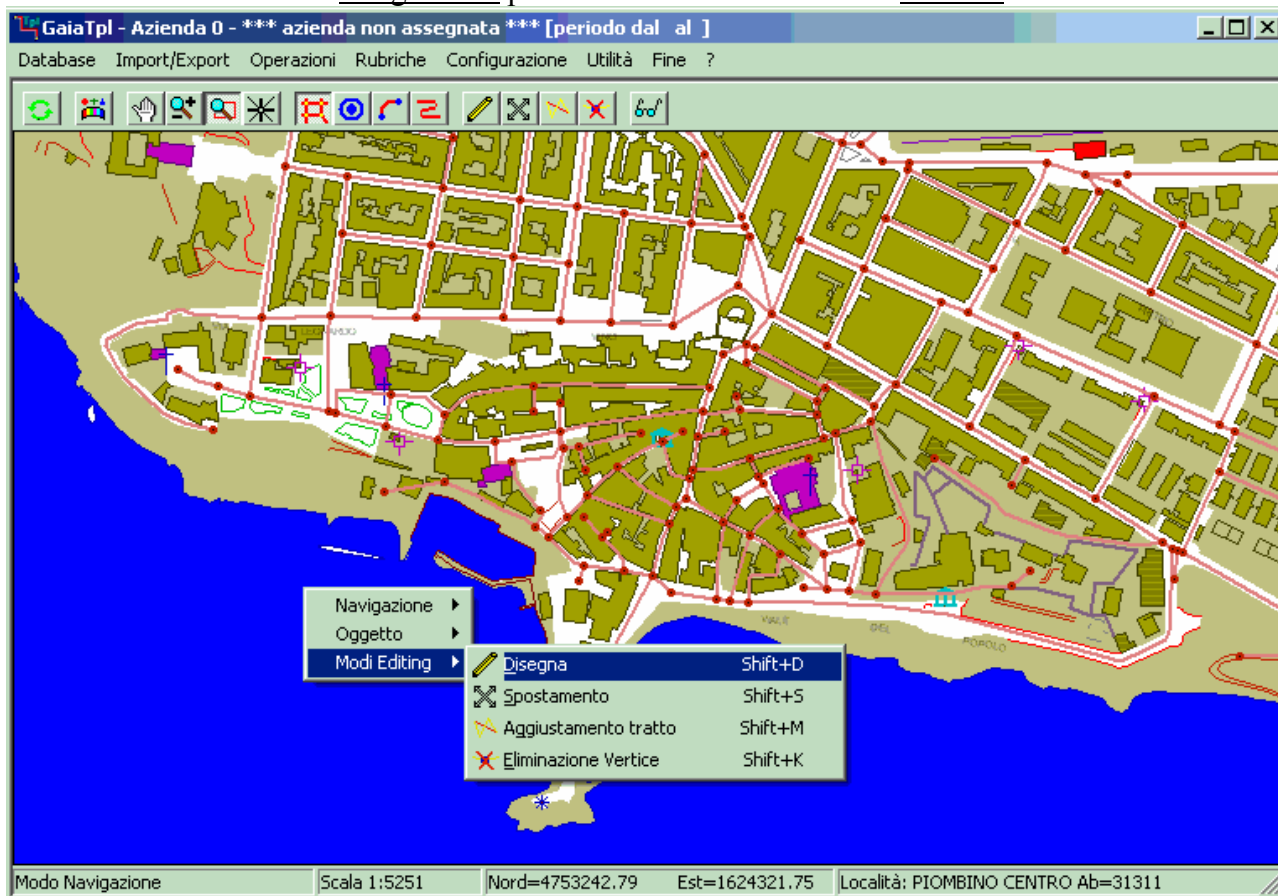 GaiaTpl - Azienda 0 - *** azienda non assegnata *** [periodo dal al ]
Database Import/Export Operazioni Rubriche Configurazione Utilità Fine ?
LEONARDO
PIETRO
VIALE DEL POPOLO
Navigazione
Oggetto
Modi Editing
Disegna Shift+D
Spostamento Shift+S
Aggiustamento tratto Shift+M
Eliminazione Vertice Shift+K
Modo Navigazione Scala 1:5251 Nord=4753242.79 Est=1624321.75 Località: PIOMBINO CENTRO Ab=31311